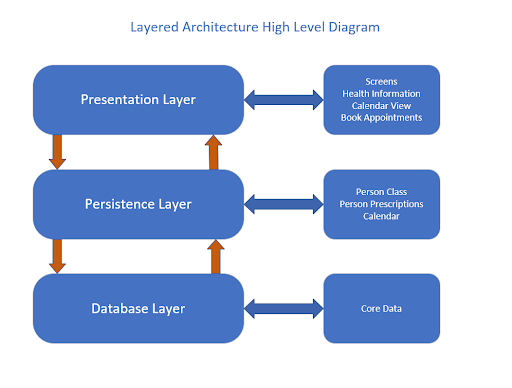 Layered Architecture High Level Diagram
Presentation Layer
Screens
Health Information
Calendar View
Book Appointments
Persistence Layer
Person Class
Person Prescriptions
Calendar
Database Layer
Core Data